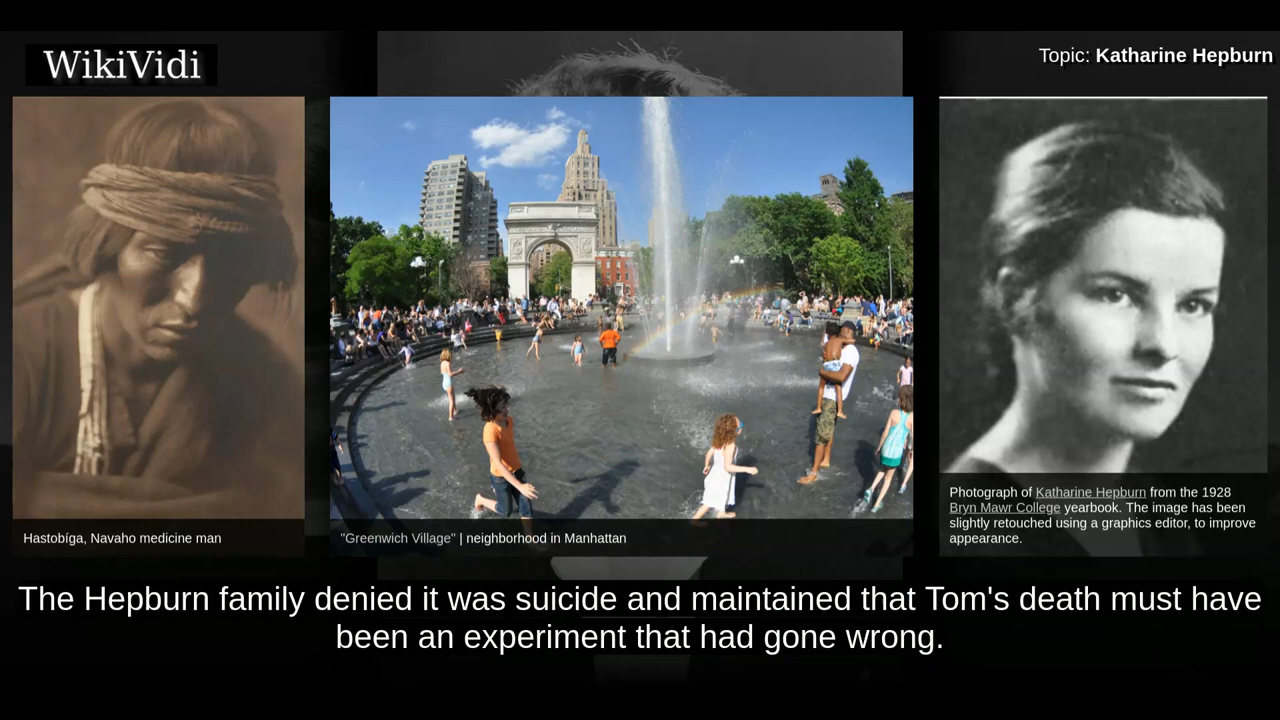 WikiVidi
Topic: Katharine Hepburn
Hastobíga, Navaho medicine man
"Greenwich Village" | neighborhood in Manhattan
Photograph of Katharine Hepburn from the 1928
Bryn Mawr College yearbook. The image has been
slightly retouched using a graphics editor, to improve
appearance.
The Hepburn family denied it was suicide and maintained that Tom's death must have
been an experiment that had gone wrong.